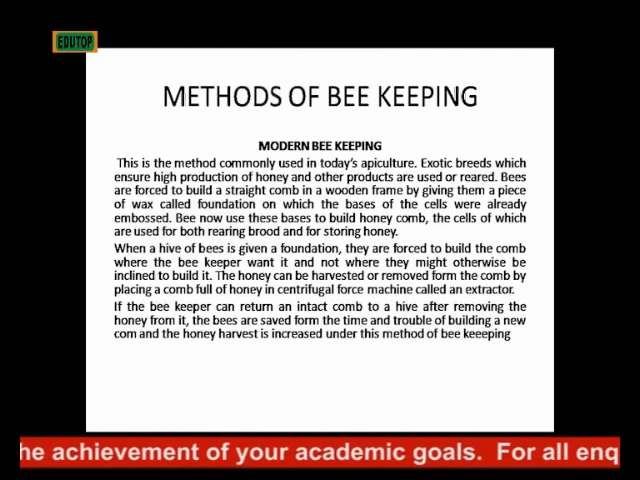 EDUTOP
METHODS OF BEE KEEPING
MODERN BEE KEEPING
This is the method commonly used in today's apiculture. Exotic breeds which
ensure high production of honey and other products are used or reared. Bees
are forced to build a straight comb in a wooden frame by giving them a piece
of wax called foundation on which the bases of the cells were already
embossed. Bee now use these bases to build honey comb, the cells of which
are used for both rearing brood and for storing honey.
When a hive of bees is given a foundation, they are forced to build the comb
where the bee keeper want it and not where they might otherwise be
inclined to build it. The honey can be harvested or removed form the comb by
placing a comb full of honey in centrifugal force machine called an extractor.
If the bee keeper can return an intact comb to a hive after removing the
honey from it, the bees are saved form the time and trouble of building a new
com and the honey harvest is increased under this method of bee keeeping
he achievement of your academic goals.  For all enq